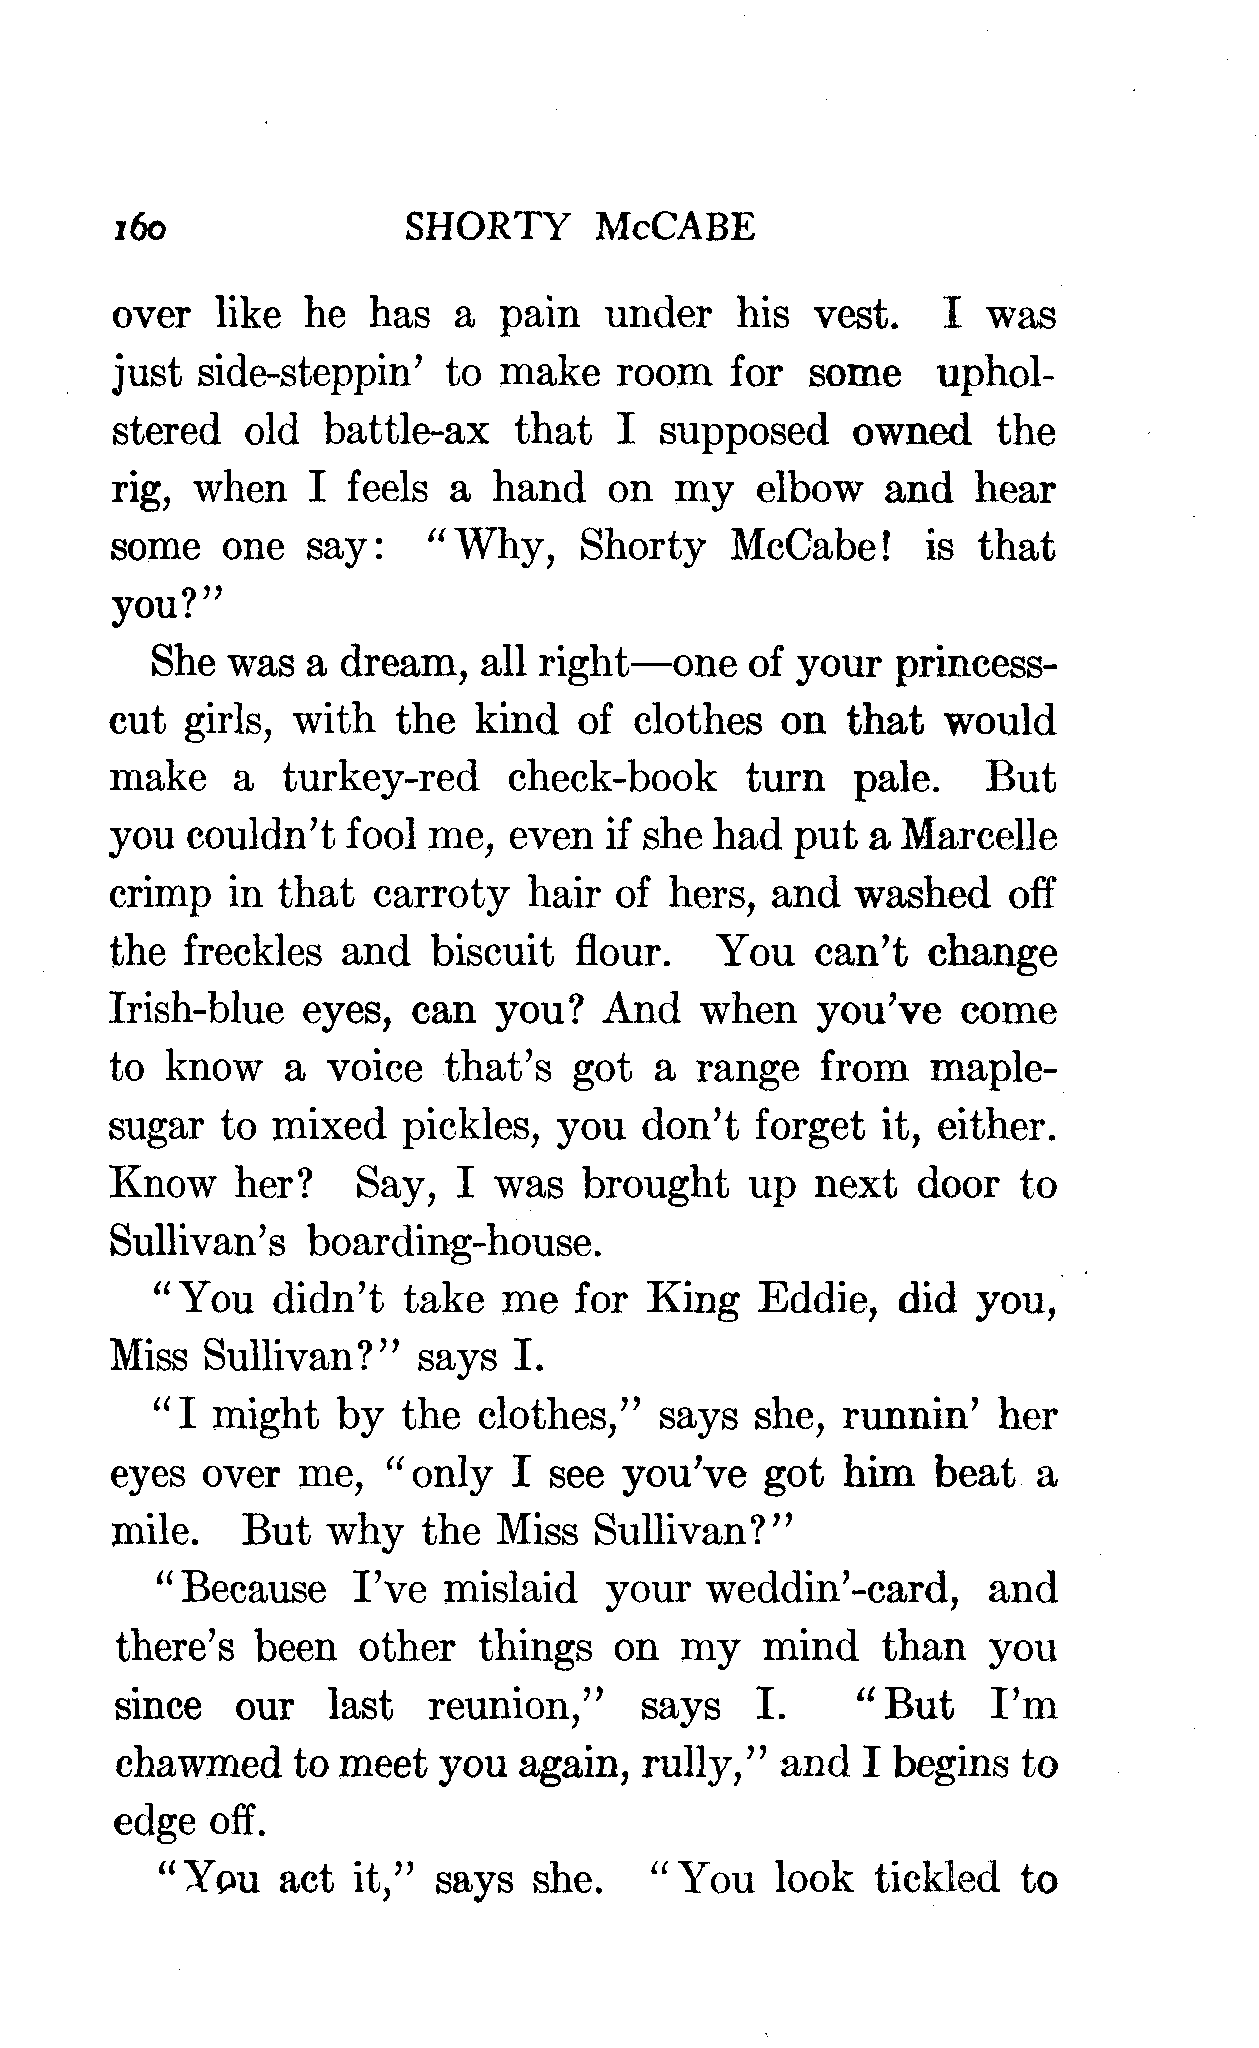 160 SHORTY McCABE
over like he has a pain under his vest. I was
just side-steppin' to make room for some uphol-
stered old battle-ax that I supposed owned the
rig, when I feels a hand on my elbow and hear
some one say: "Why, Shorty McCabe! is that
you?"
She was a dream, all right—one of your princess-
cut girls, with the kind of clothes on that would
make a turkey-red check-book turn pale. But
you couldn't fool me, even if she had put a Marcelle
crimp in that carroty hair of hers, and washed off
the freckles and biscuit flour. You can't change
Irish-blue eyes, can you? And when you've come
to know a voice that's got a range from maple-
sugar to mixed pickles, you don't forget it, either.
Know her? Say, I was brought up next door to
Sullivan's boarding-house.
"You didn't take me for King Eddie, did you,
Miss Sullivan?" says I.
"I might by the clothes," says she, runnin' her
eyes over me, "only I see you've got him beat a
mile. But why the Miss Sullivan?"
"Because I've mislaid your weddin'-card, and
there's been other things on my mind than you
since our last reunion," says I. "But I'm
chawmed to meet you again, rully," and I begins to
edge off.
"You act it," says she. "You look tickled to